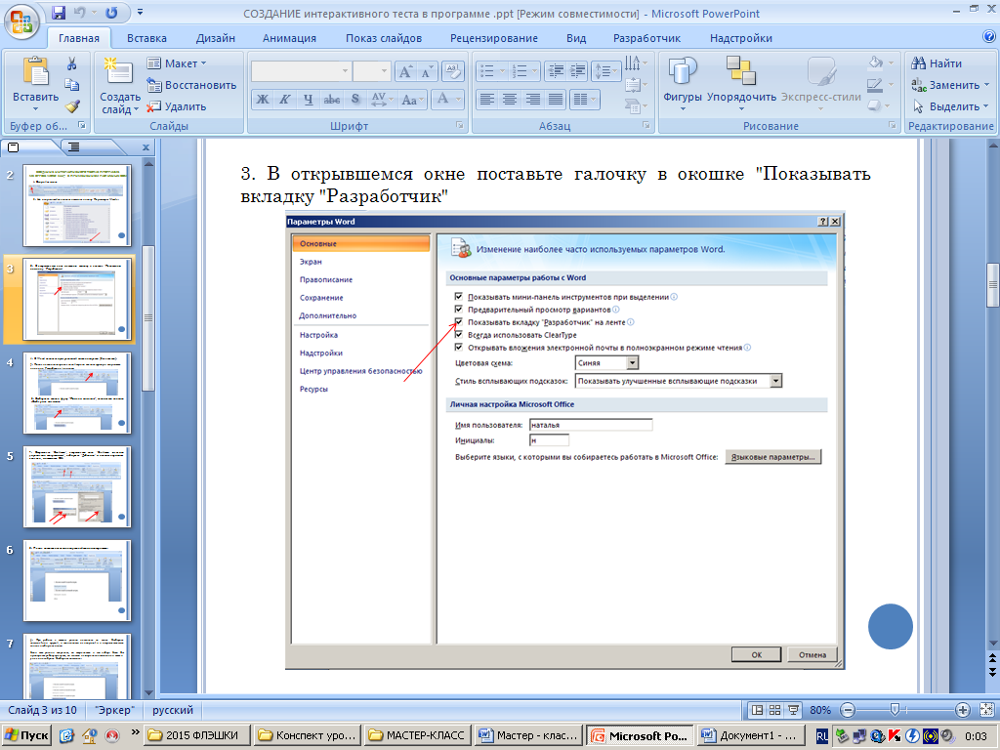 СОЗДАНИЕ интерактивного теста в программе .ppt [Режим совместимости] - Microsoft PowerPoint
Главная Вставка Дизайн Анимация Показ слайдов Рецензирование Вид Разработчик Надстройки
Вставить
Буфер об...
Создать слайд
Макет
Восстановить
Удалить
Слайды
Ж К Ч abc S AV Aa A
Шрифт
Абзац
Фигуры Упорядочить Экспресс-стили
Рисование
Найти
Заменить
Выделить
Редактирование
2
3
4
5
6
7
3. В открывшемся окне поставьте галочку в окошке "Показывать
вкладку "Разработчик"
Параметры Word
Основные
Экран
Правописание
Сохранение
Дополнительно
Настройка
Надстройки
Центр управления безопасностью
Ресурсы
Изменение наиболее часто используемых параметров Word.
Основные параметры работы с Word
Показывать мини-панель инструментов при выделении
Предварительный просмотр вариантов
Показывать вкладку "Разработчик" на ленте
Всегда использовать ClearType
Открывать вложения электронной почты в полноэкранном режиме чтения
Цветовая схема: Синяя
Стиль всплывающих подсказок: Показывать улучшенные всплывающие подсказки
Личная настройка Microsoft Office
Имя пользователя: наталья
Инициалы: н
Выберите языки, с которыми вы собираетесь работать в Microsoft Office: Языковые параметры...
ОК Отмена
Слайд 3 из 10 "Эркер" русский 80%
Пуск » 2015 ФЛЭШКИ Конспект уро... МАСТЕР-КЛАСС Мастер - клас... Microsoft Po... Документ1 - ... RL 0:03